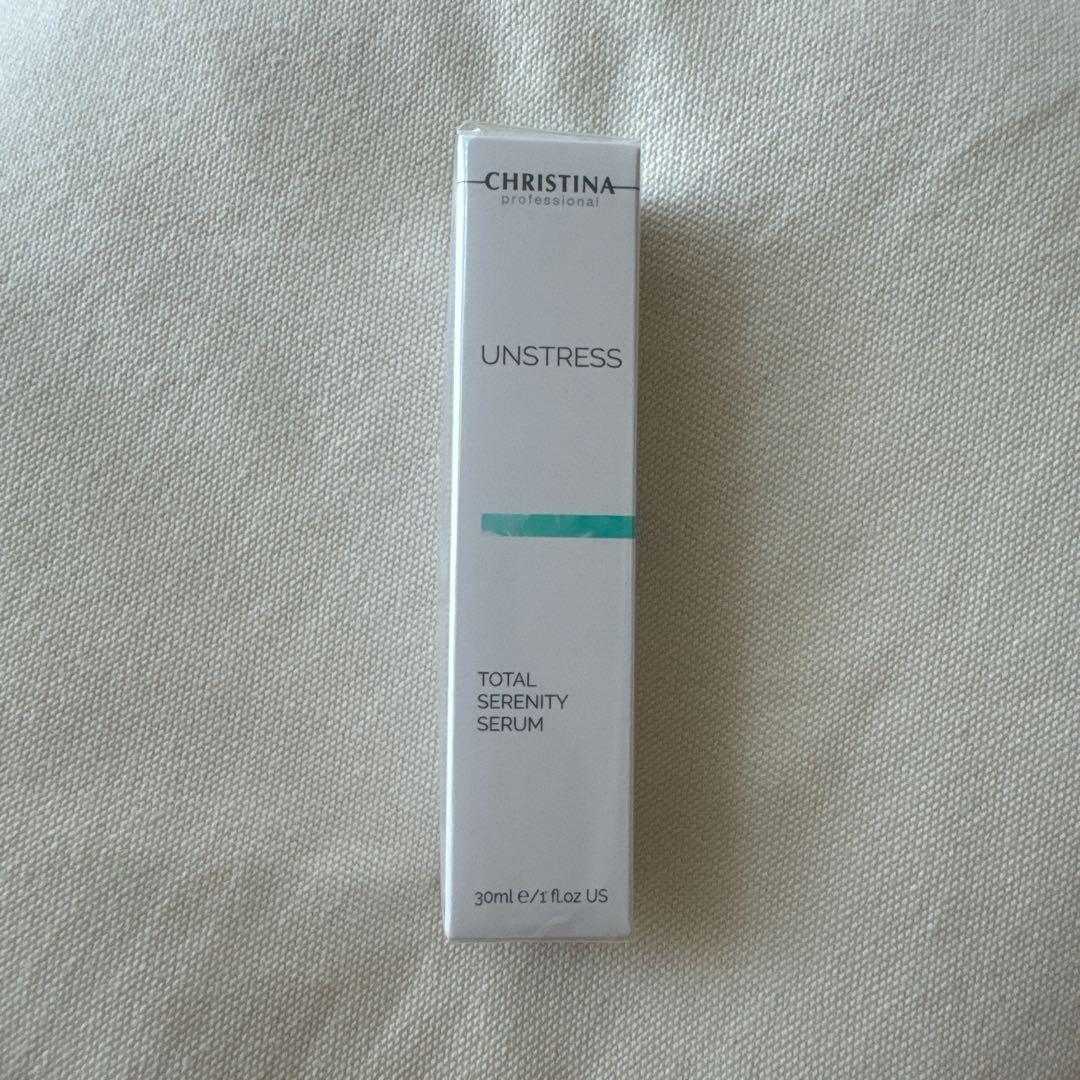 CHRISTINA
professional
UNSTRESS
TOTAL
SERENITY
SERUM
30ml ℮/1 fl.oz US